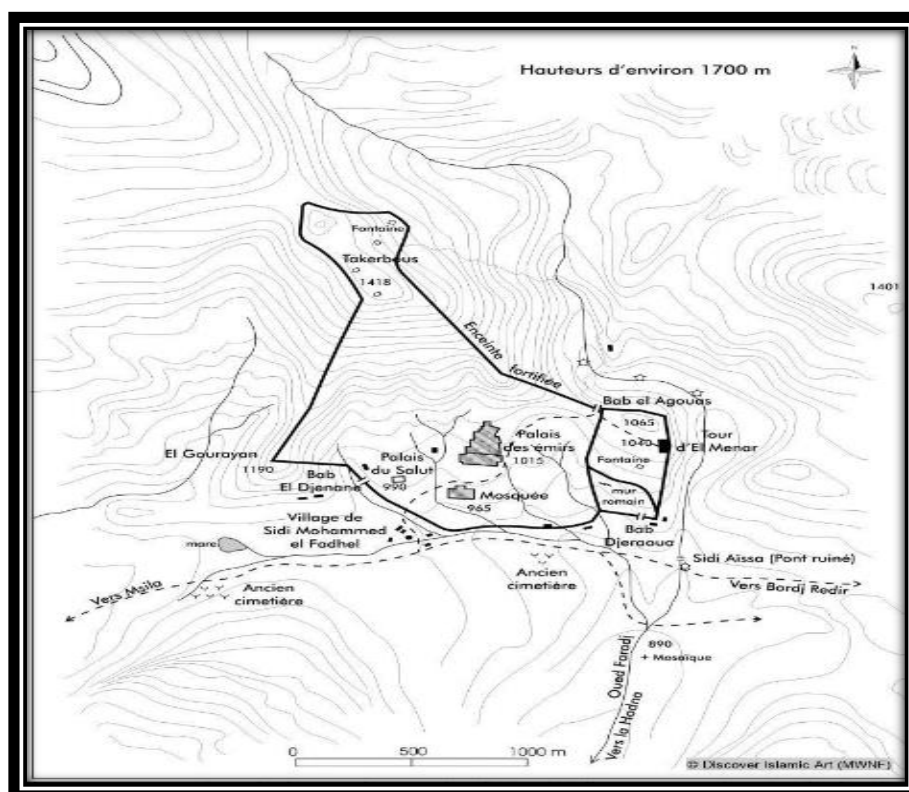 N
Hauteurs d'environ 1700 m
Fontaine
Takerbous
1418
1401
Enceinte fortifiée
Bab el Agouas
1065
1040
Tour
d'El Menar
Fontaine
mur
romain
Palais
des émirs
1015
El Gourayan
1190
Bab
El Djenane
Palais
du Salut
990
Mosquée
965
Bab
Djeraoua
Village de
Sidi Mohammed
el Fadhel
mare
Sidi Aïssa (Pont ruiné)
Vers Msila
Ancien
cimetière
Ancien
cimetière
Vers Bordj Redir
890
+ Mosaïque
Oued Faradj
Vers la Hodna
0 500 1000 m
© Discover Islamic Art (MWNF)